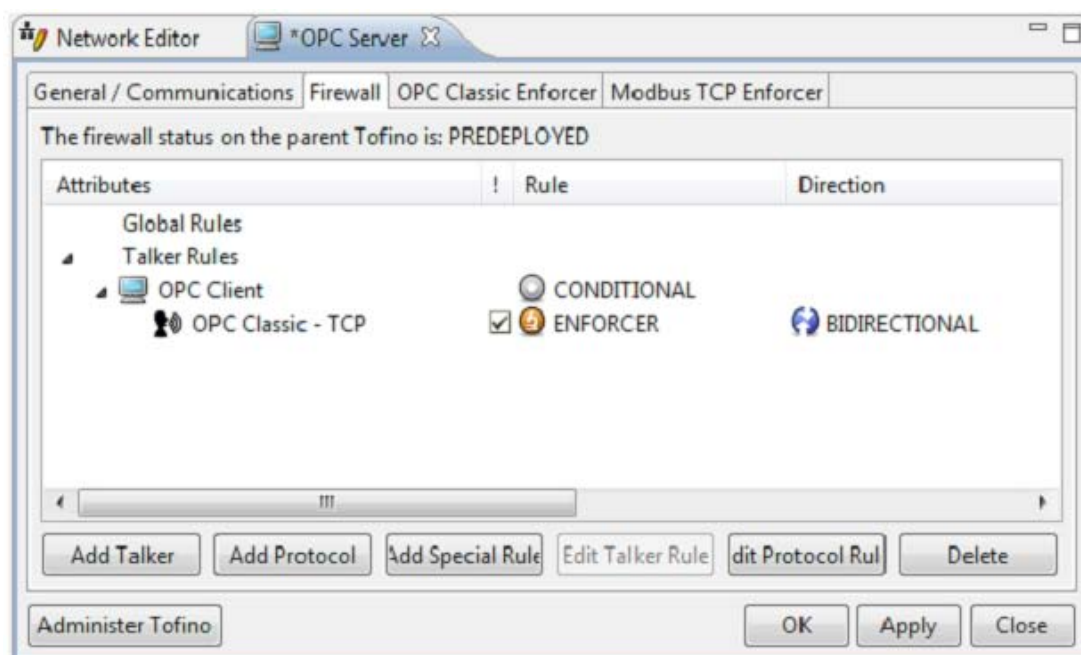 Network Editor *OPC Server
General / Communications Firewall OPC Classic Enforcer Modbus TCP Enforcer
The firewall status on the parent Tofino is: PREDEPLOYED
Attributes ! Rule Direction
Global Rules
Talker Rules
OPC Client CONDITIONAL
OPC Classic - TCP ENFORCER BIDIRECTIONAL
Add Talker Add Protocol Add Special Rule Edit Talker Rule dit Protocol Rul Delete
Administer Tofino OK Apply Close